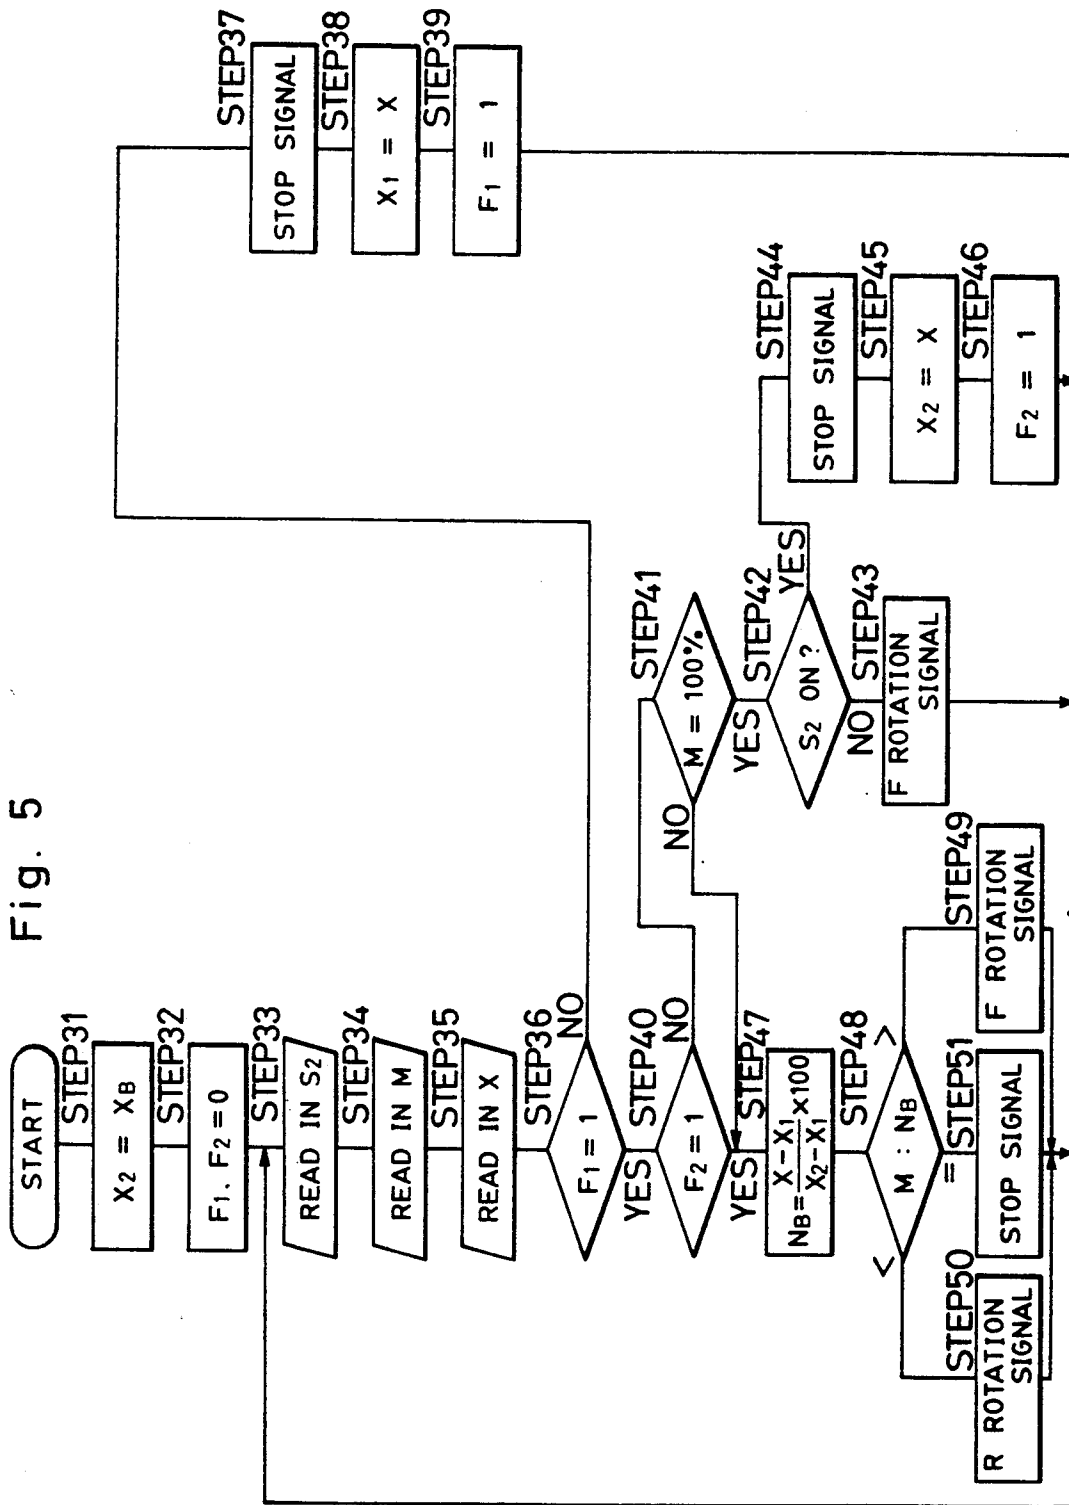 Fig. 5
START
STEP31
X2 = XB
STEP32
F1. F2 = 0
STEP33
READ IN S2
STEP34
READ IN M
STEP35
READ IN X
STEP36
F1 = 1
NO
YES
STEP37
STOP SIGNAL
STEP38
X1 = X
STEP39
F1 = 1
STEP40
F2 = 1
NO
YES
STEP41
M = 100%
NO
YES
STEP42
S2 ON ?
YES
NO
STEP43
F ROTATION
SIGNAL
STEP44
STOP SIGNAL
STEP45
X2 = X
STEP46
F2 = 1
STEP47
NB = X-X1 / X2-X1 ×100
STEP48
M : NB
<
=
>
STEP49
F ROTATION
SIGNAL
STEP50
R ROTATION
SIGNAL
STEP51
STOP SIGNAL